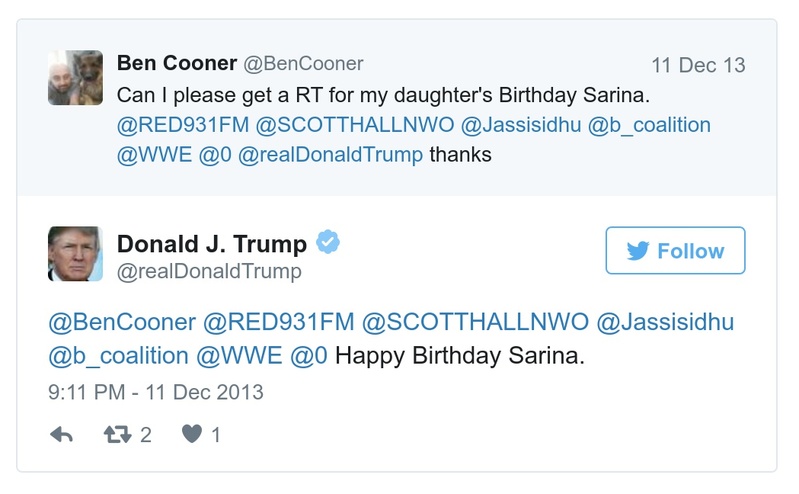 Ben Cooner @BenCooner 11 Dec 13
Can I please get a RT for my daughter's Birthday Sarina.
@RED931FM @SCOTTHALLNWO @Jassisidhu @b_coalition
@WWE @0 @realDonaldTrump thanks
Donald J. Trump
@realDonaldTrump
Follow
@BenCooner @RED931FM @SCOTTHALLNWO @Jassisidhu
@b_coalition @WWE @0 Happy Birthday Sarina.
9:11 PM - 11 Dec 2013
2 1